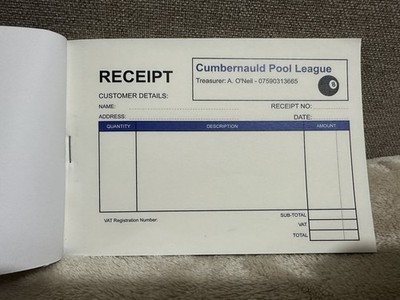 Cumbernauld Pool League
Treasurer: A. O'Neil - 07590313665
8
RECEIPT
CUSTOMER DETAILS:
NAME: RECEIPT NO:
ADDRESS: DATE:
QUANTITY DESCRIPTION AMOUNT
VAT Registration Number: SUB-TOTAL
VAT
TOTAL